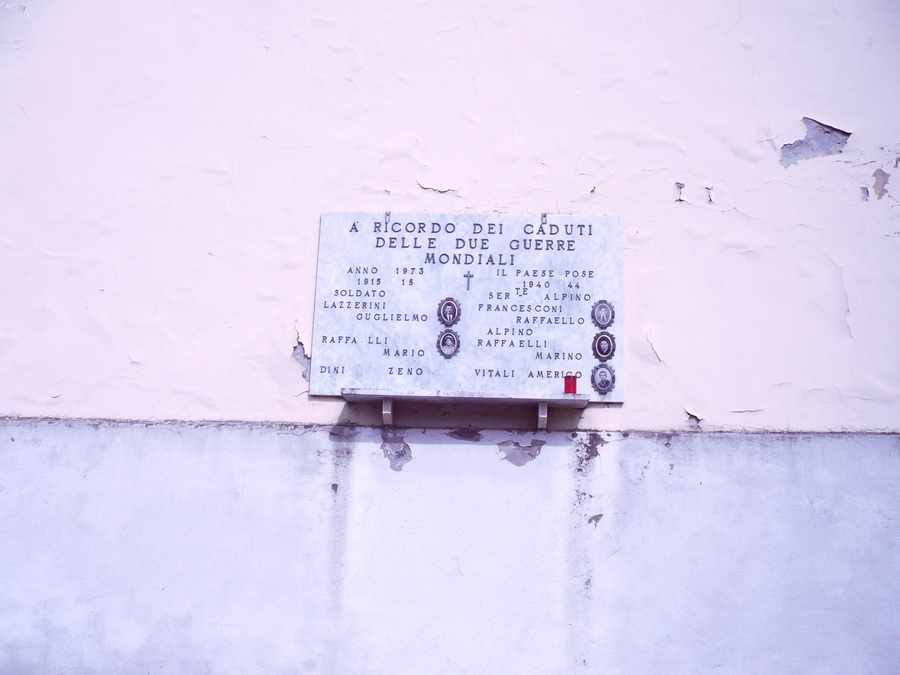 A RICORDO DEI CADUTI
DELLE DUE GUERRE
MONDIALI
ANNO 1973 IL PAESE POSE
1915 15 1940 44
SOLDATO SER TE ALPINO
LAZZERINI FRANCESCONI
GUGLIELMO RAFFAELLO
ALPINO
RAFFA LLI RAFFAELLI
MARIO MARINO
DINI ZENO VITALI AMERICO